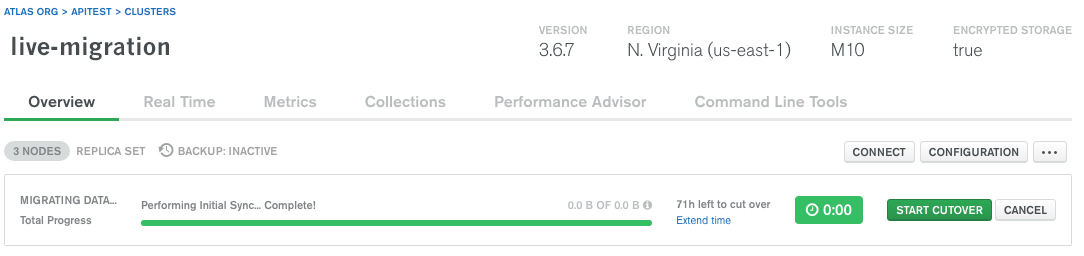 ATLAS ORG > APITEST > CLUSTERS
live-migration
VERSION
3.6.7
REGION
N. Virginia (us-east-1)
INSTANCE SIZE
M10
ENCRYPTED STORAGE
true
Overview Real Time Metrics Collections Performance Advisor Command Line Tools
3 NODES REPLICA SET BACKUP: INACTIVE
CONNECT CONFIGURATION ...
MIGRATING DATA...
Total Progress
Performing Initial Sync... Complete!
0.0 B OF 0.0 B
71h left to cut over
Extend time
0:00
START CUTOVER CANCEL